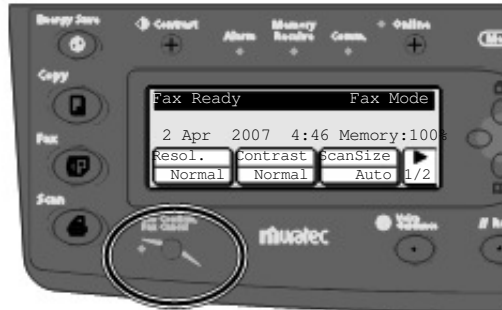 Energy Save
Contrast
Alarm
Memory Receive
Comm.
Online
Copy
Fax Ready Fax Mode
2 Apr 2007 4:46 Memory:100%
Resol. Contrast ScanSize
Normal Normal Auto 1/2
Fax
Scan
muratec